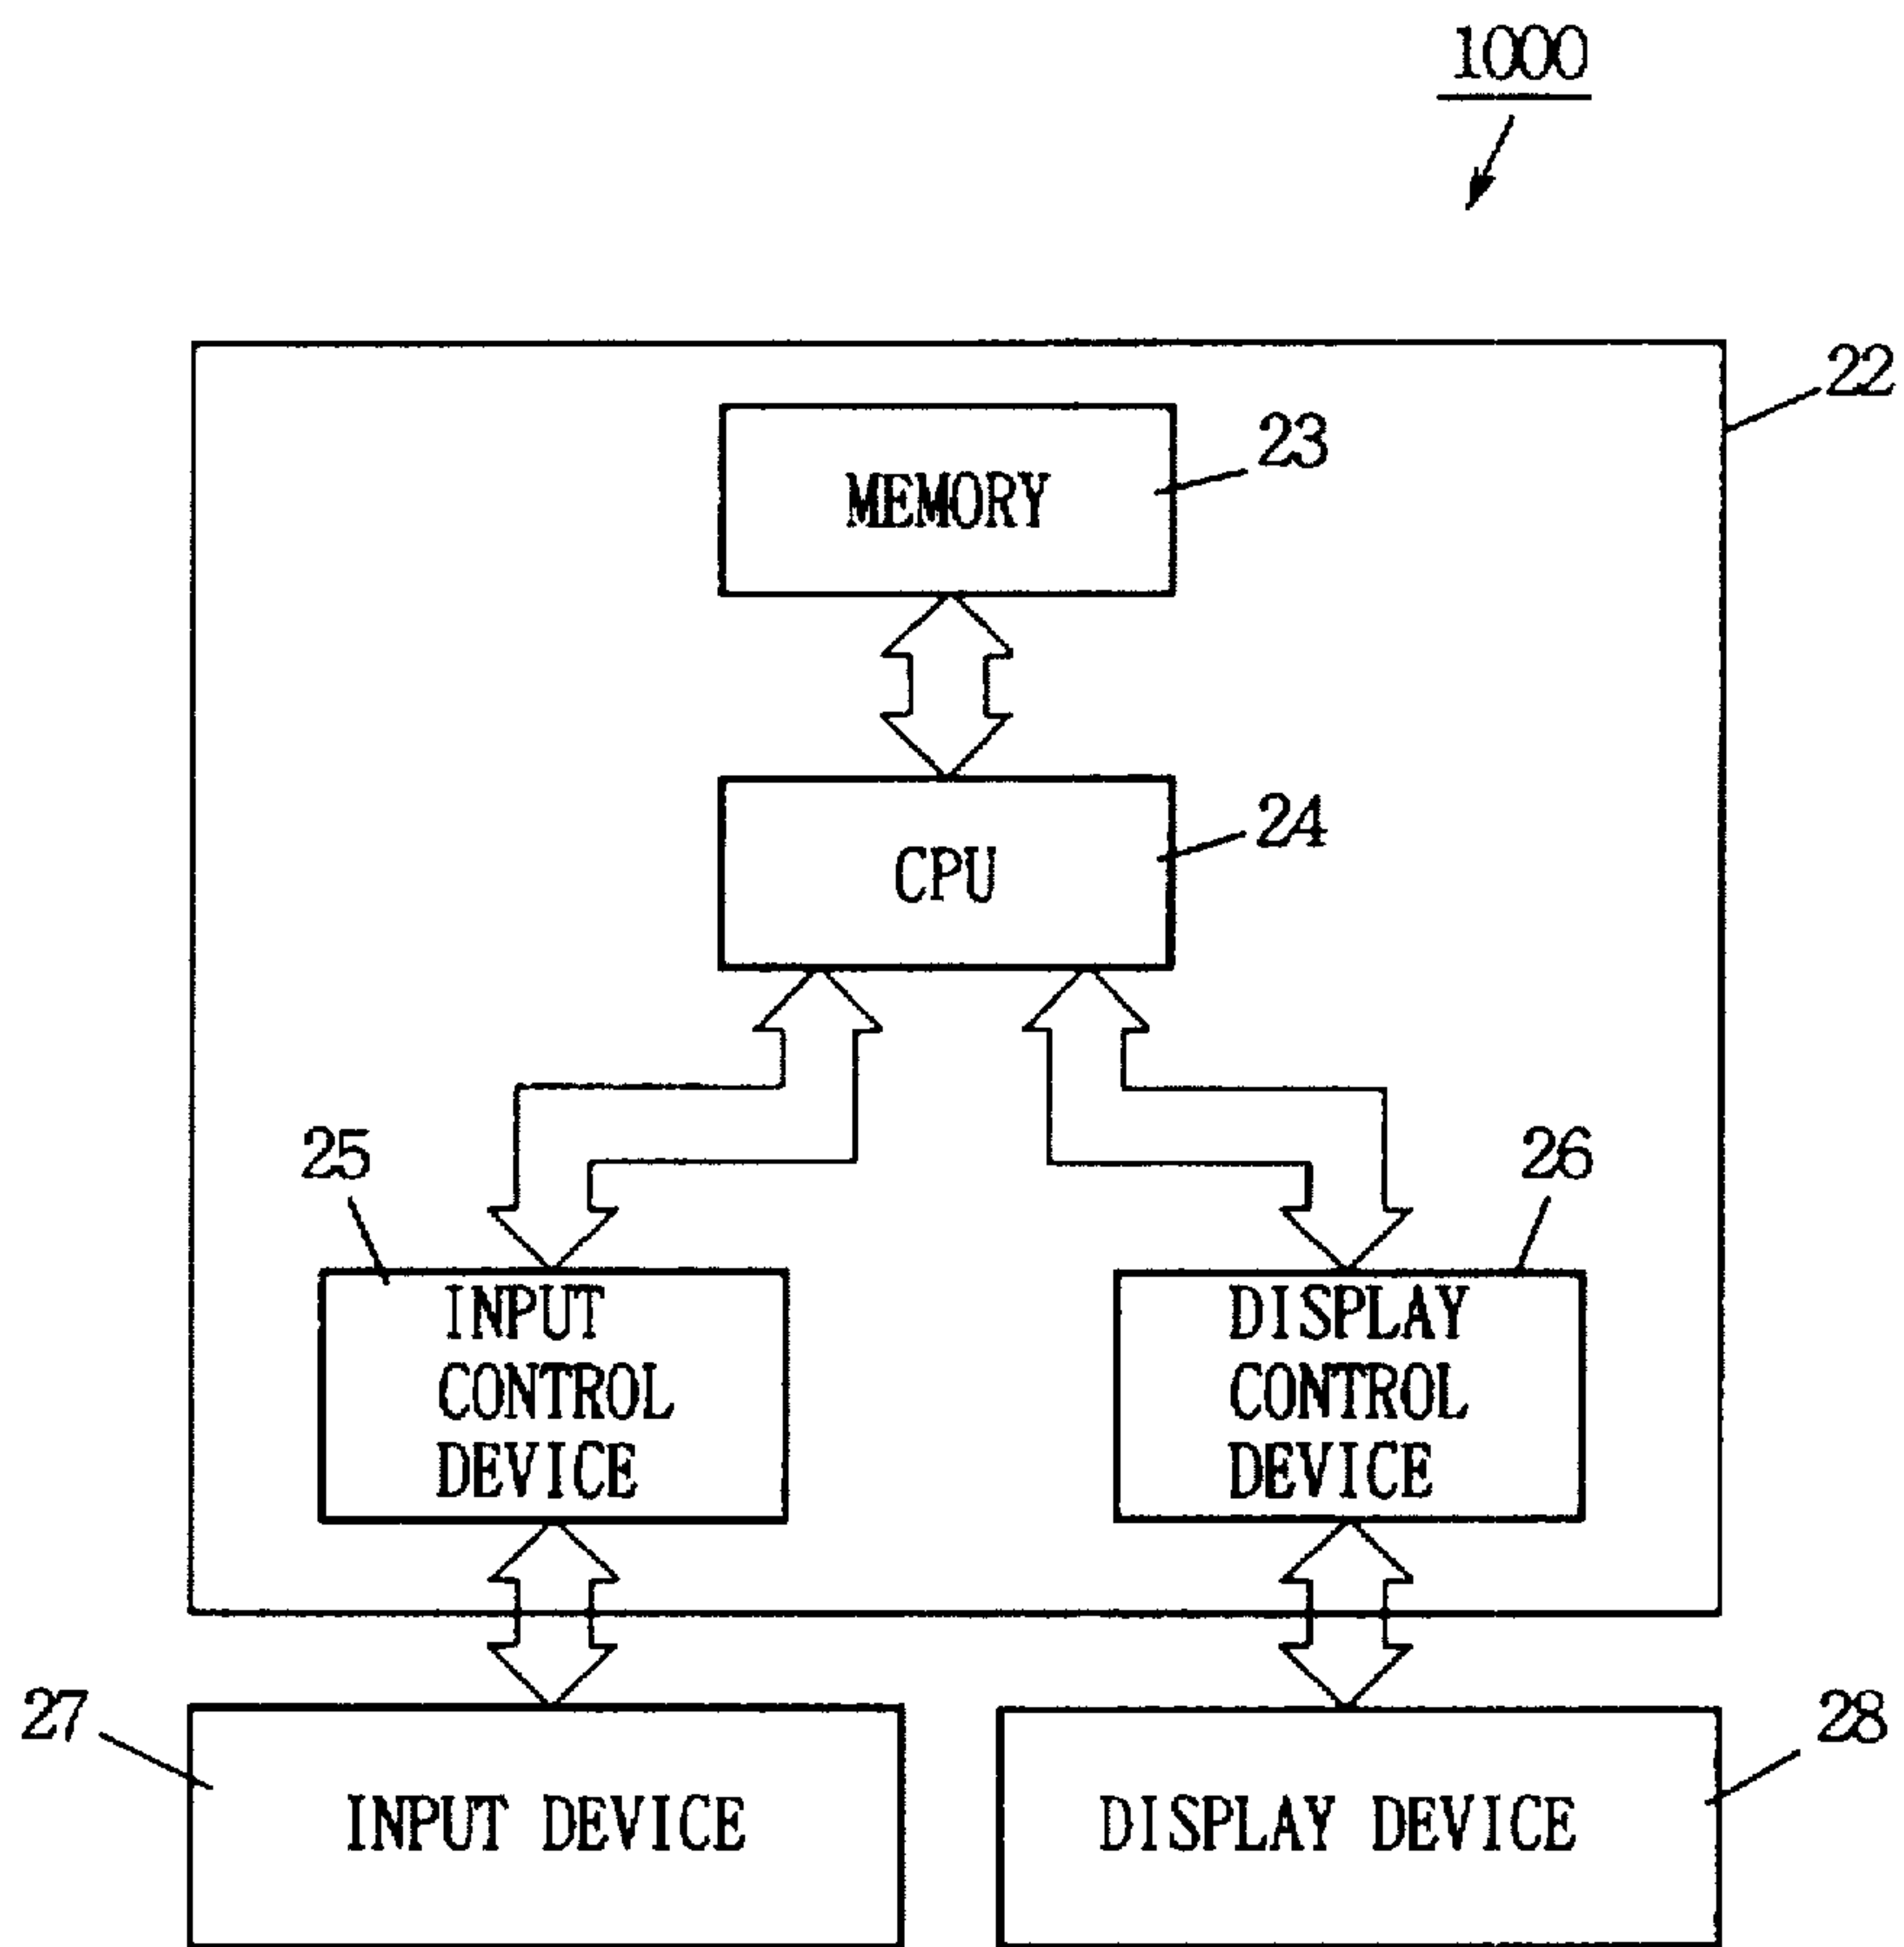 1000
22
23
MEMORY
24
CPU
25
26
INPUT
CONTROL
DEVICE
DISPLAY
CONTROL
DEVICE
27
28
INPUT DEVICE
DISPLAY DEVICE